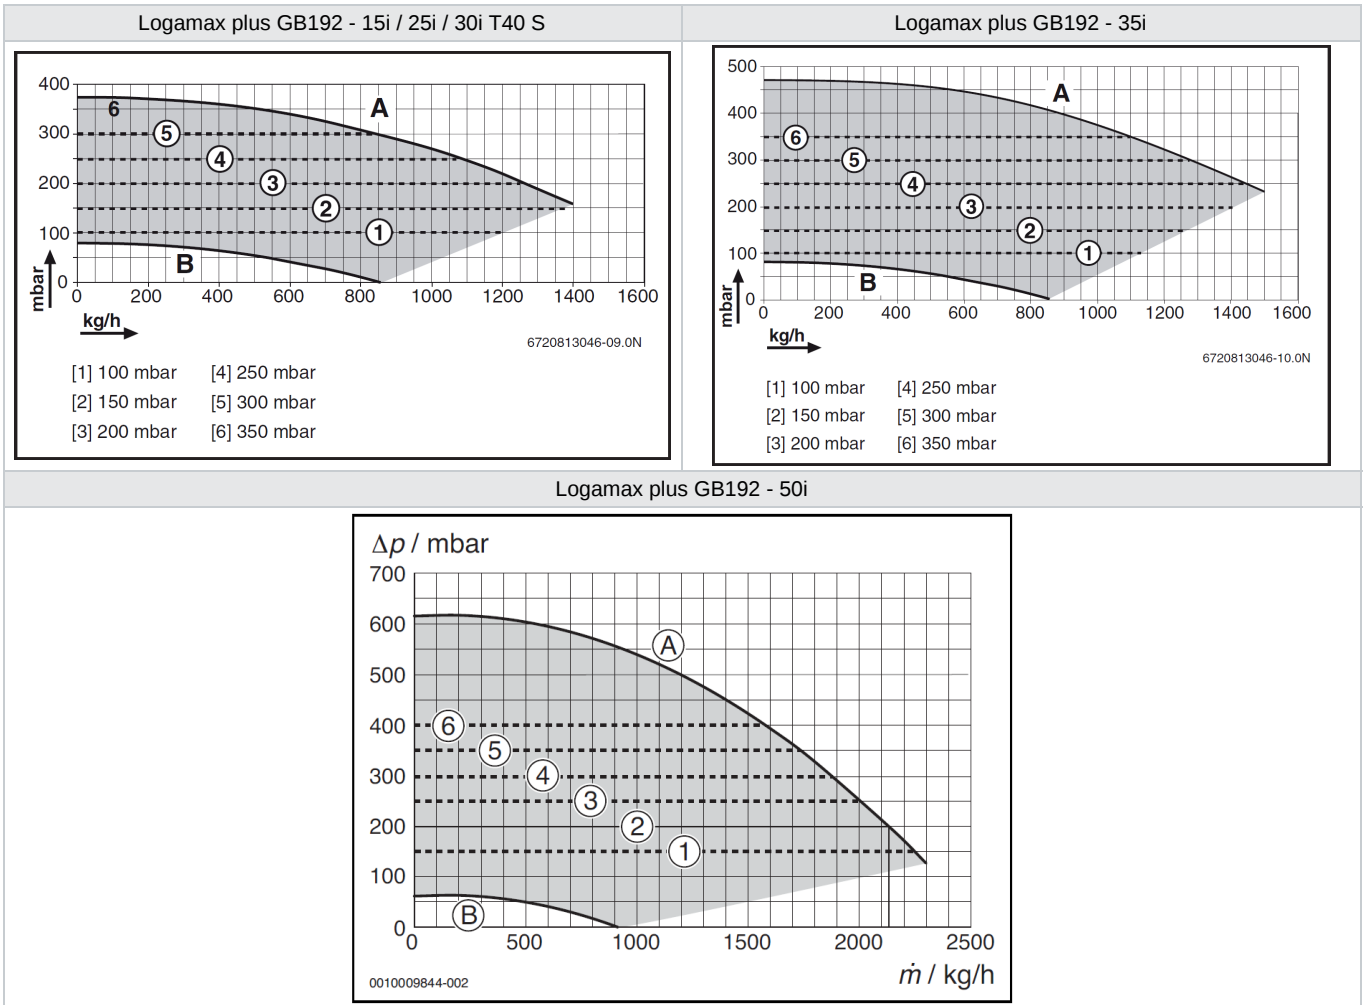 Logamax plus GB192 - 15i / 25i / 30i T40 S
400
300
200
100
0
mbar
6
5
4
3
2
1
A
B
0 200 400 600 800 1000 1200 1400 1600
kg/h
6720813046-09.0N
[1] 100 mbar [4] 250 mbar
[2] 150 mbar [5] 300 mbar
[3] 200 mbar [6] 350 mbar
Logamax plus GB192 - 35i
500
400
300
200
100
0
mbar
A
6
5
4
3
2
1
B
0 200 400 600 800 1000 1200 1400 1600
kg/h
6720813046-10.0N
[1] 100 mbar [4] 250 mbar
[2] 150 mbar [5] 300 mbar
[3] 200 mbar [6] 350 mbar
Logamax plus GB192 - 50i
Δp / mbar
700
600
500
400
300
200
100
0
A
6
5
4
3
2
1
B
0 500 1000 1500 2000 2500
ṁ / kg/h
0010009844-002